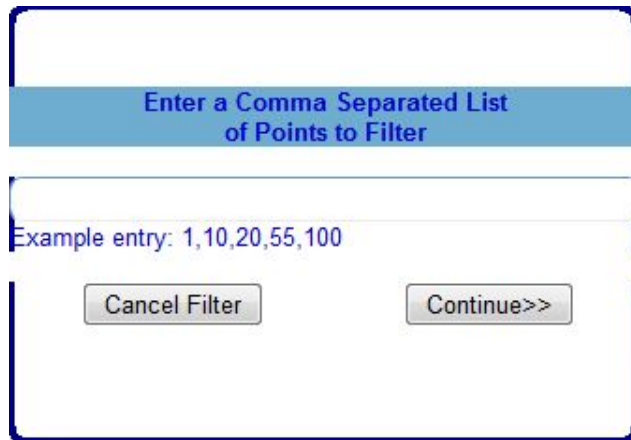 Enter a Comma Separated List
of Points to Filter
Example entry: 1,10,20,55,100
Cancel Filter
Continue>>